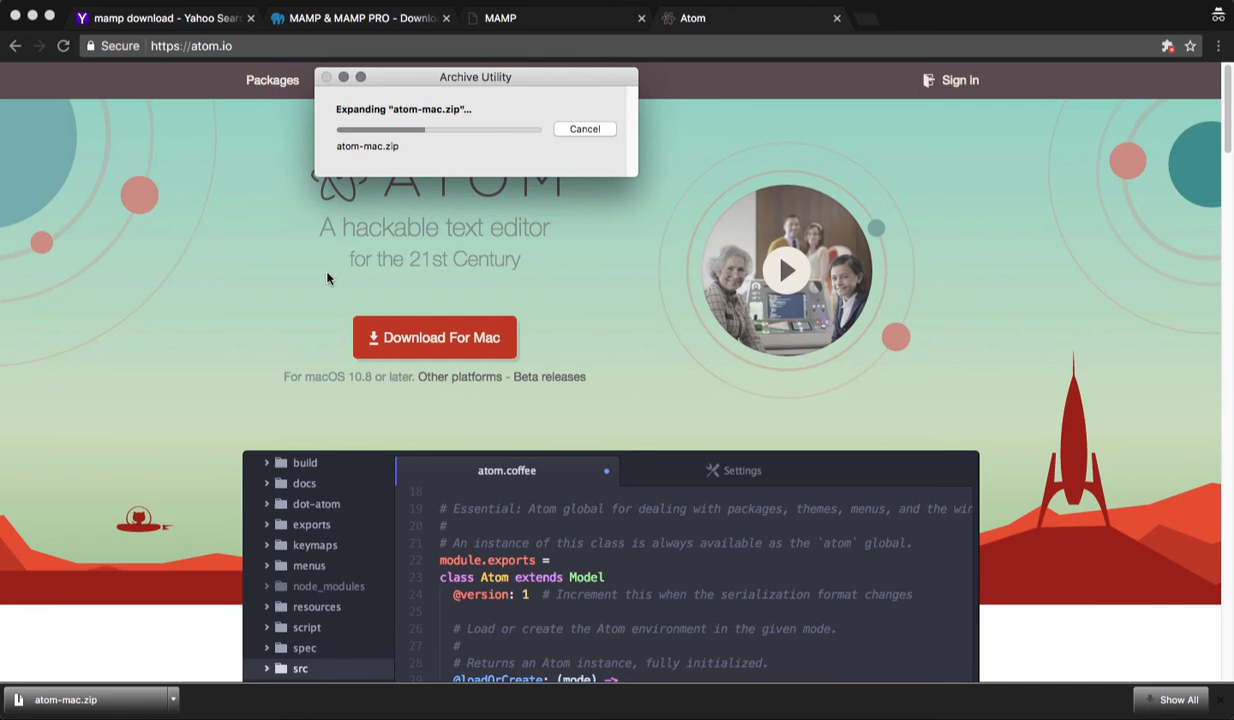 mamp download - Yahoo Sear
MAMP & MAMP PRO - Downlo
MAMP
Atom
Secure https://atom.io
Packages
Sign in
Archive Utility
Expanding "atom-mac.zip"...
Cancel
atom-mac.zip
ATOM
A hackable text editor
for the 21st Century
Download For Mac
For macOS 10.8 or later. Other platforms - Beta releases
build
docs
dot-atom
exports
keymaps
menus
node_modules
resources
script
spec
src
atom.coffee
Settings
18
19 # Essential: Atom global for dealing with packages, themes, menus, and the win
20 #
21 # An instance of this class is always available as the `atom` global.
22 module.exports =
23 class Atom extends Model
24 @version: 1 # Increment this when the serialization format changes
25
26 # Load or create the Atom environment in the given mode.
27 #
28 # Returns an Atom instance, fully initialized.
29 @loadOrCreate: (mode) ->
atom-mac.zip
Show All